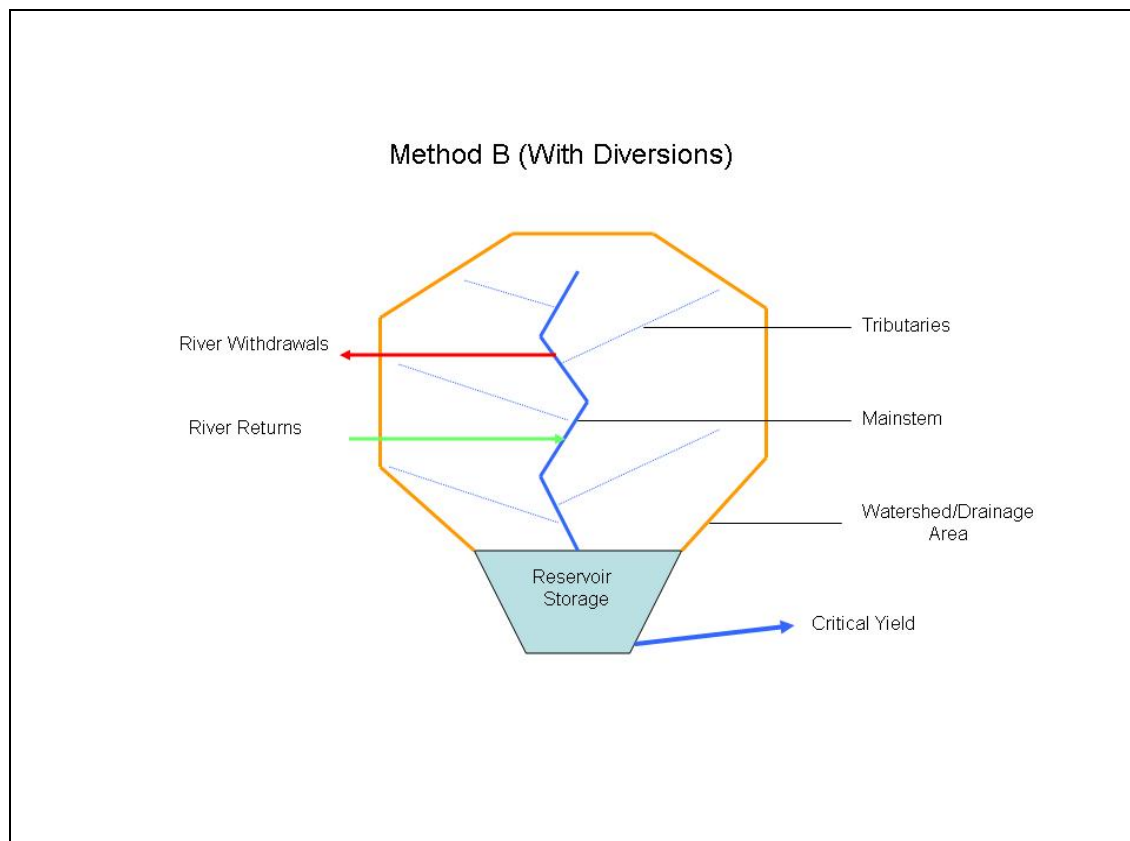 Method B (With Diversions)
River Withdrawals
Tributaries
River Returns
Mainstem
Watershed/Drainage
Area
Reservoir
Storage
Critical Yield